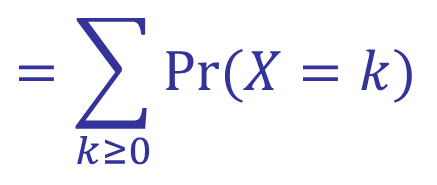 = ∑ Pr(X = k)
k≥0